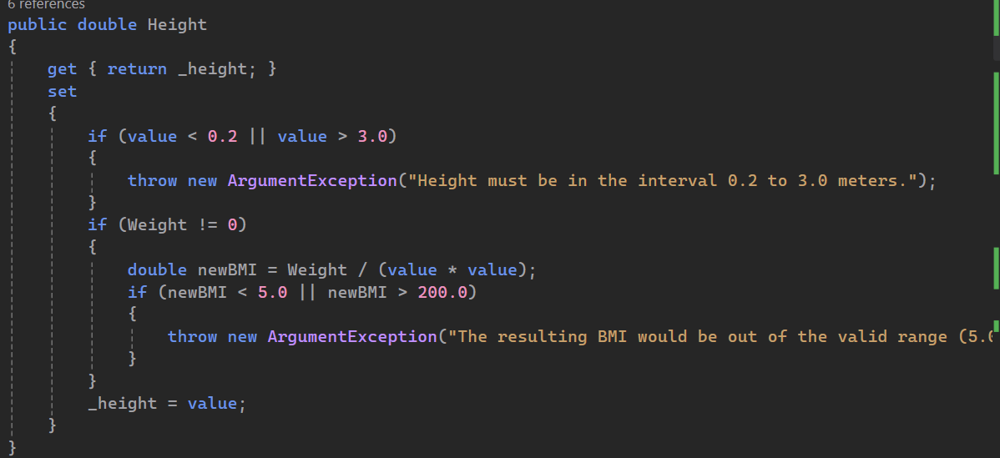 6 references
public double Height
{
    get { return _height; }
    set
    {
        if (value < 0.2 || value > 3.0)
        {
            throw new ArgumentException("Height must be in the interval 0.2 to 3.0 meters.");
        }
        if (Weight != 0)
        {
            double newBMI = Weight / (value * value);
            if (newBMI < 5.0 || newBMI > 200.0)
            {
                throw new ArgumentException("The resulting BMI would be out of the valid range (5.0
            }
        }
        _height = value;
    }
}